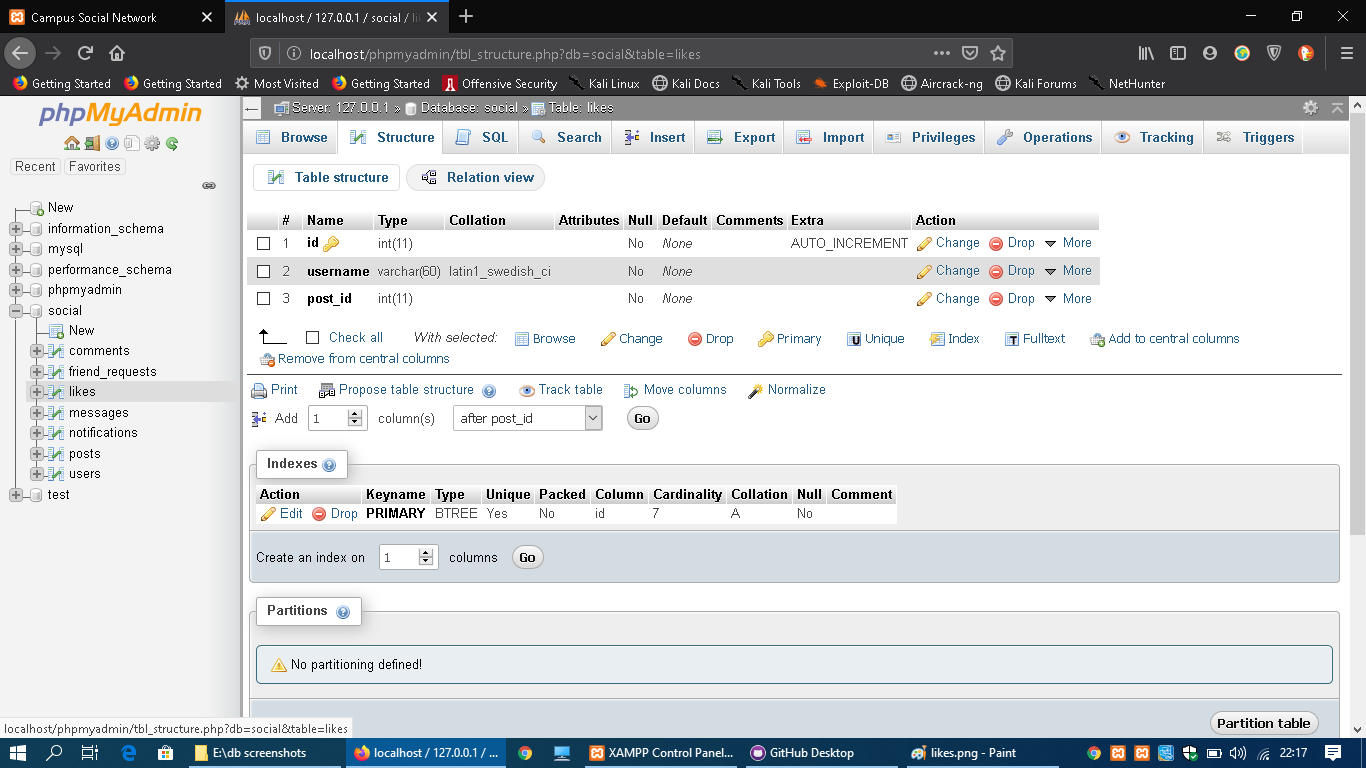 Campus Social Network
localhost / 127.0.0.1 / social / li
localhost/phpmyadmin/tbl_structure.php?db=social&table=likes
Getting Started
Getting Started
Most Visited
Getting Started
Offensive Security
Kali Linux
Kali Docs
Kali Tools
Exploit-DB
Aircrack-ng
Kali Forums
NetHunter
phpMyAdmin
Recent Favorites
New
information_schema
mysql
performance_schema
phpmyadmin
social
New
comments
friend_requests
likes
messages
notifications
posts
users
test
Server: 127.0.0.1 » Database: social » Table: likes
Browse Structure SQL Search Insert Export Import Privileges Operations Tracking Triggers
Table structure Relation view
# Name Type Collation Attributes Null Default Comments Extra Action
1 id int(11) No None AUTO_INCREMENT Change Drop More
2 username varchar(60) latin1_swedish_ci No None Change Drop More
3 post_id int(11) No None Change Drop More
Check all With selected: Browse Change Drop Primary Unique Index Fulltext Add to central columns
Remove from central columns
Print Propose table structure Track table Move columns Normalize
Add 1 column(s) after post_id Go
Indexes
Action Keyname Type Unique Packed Column Cardinality Collation Null Comment
Edit Drop PRIMARY BTREE Yes No id 7 A No
Create an index on 1 columns Go
Partitions
No partitioning defined!
Partition table
localhost/phpmyadmin/tbl_structure.php?db=social&table=likes
E:\db screenshots
localhost / 127.0.0.1 / ...
XAMPP Control Panel...
GitHub Desktop
likes.png - Paint
22:17